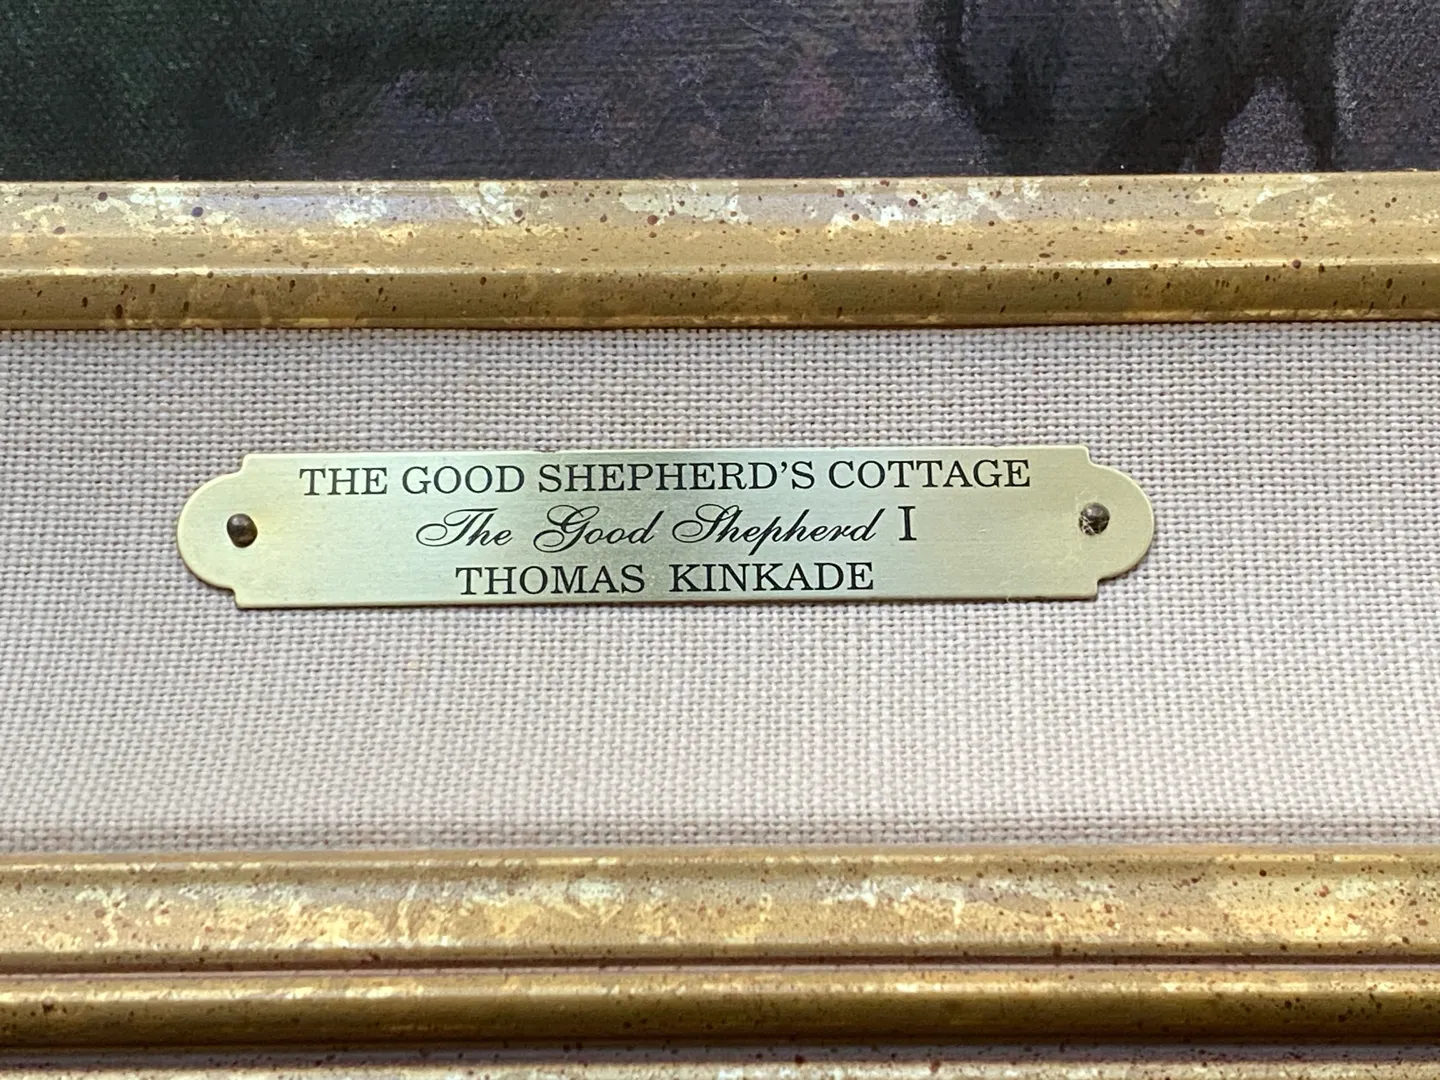 THE GOOD SHEPHERD'S COTTAGE
The Good Shepherd I
THOMAS KINKADE